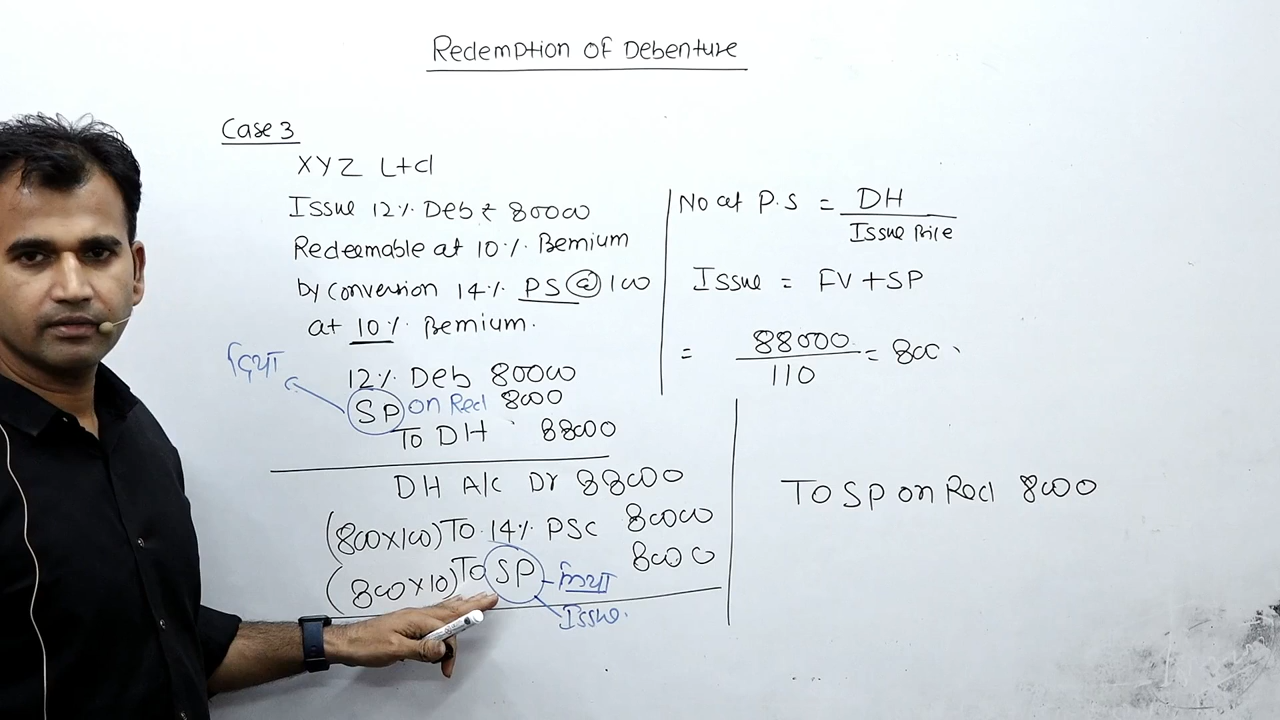 Redemption of Debenture
Case 3
XYZ Ltd
Issue 12% Deb ₹ 80000
Redeemable at 10% Bemium
by conversion 14% PS @ 100
at 10% Bemium.
दिया
12% Deb 80000
SP on Red 8000
To DH 88000
DH A/C Dr 88000
(800x100) To 14% PSC 80000
(800x10) To SP - लिया 8000
Issue.
No of P.S = DH
Issue Price
Issue = FV + SP
= 88000 = 800
110
To SP on Red 8000